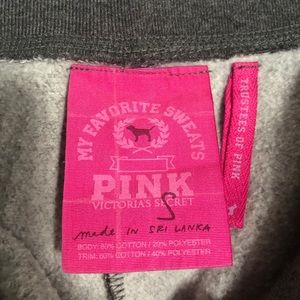 MY FAVORITE SWEATS
PINK
VICTORIA'S SECRET
S
made in SRI LANKA
BODY: 80% COTTON / 20% POLYESTER
TRIM: 60% COTTON / 40% POLYESTER
TRUSTEES OF PINK